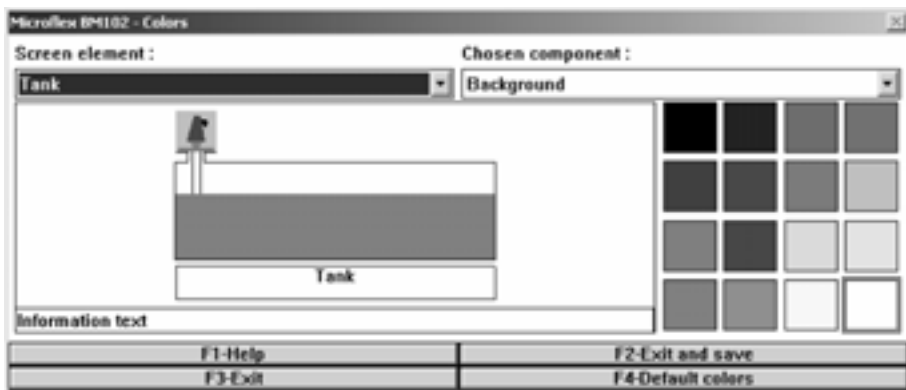 Microflex BM102 - Colors
Screen element :
Chosen component :
Tank
Background
Tank
Information text
F1-Help
F2-Exit and save
F3-Exit
F4-Default colors